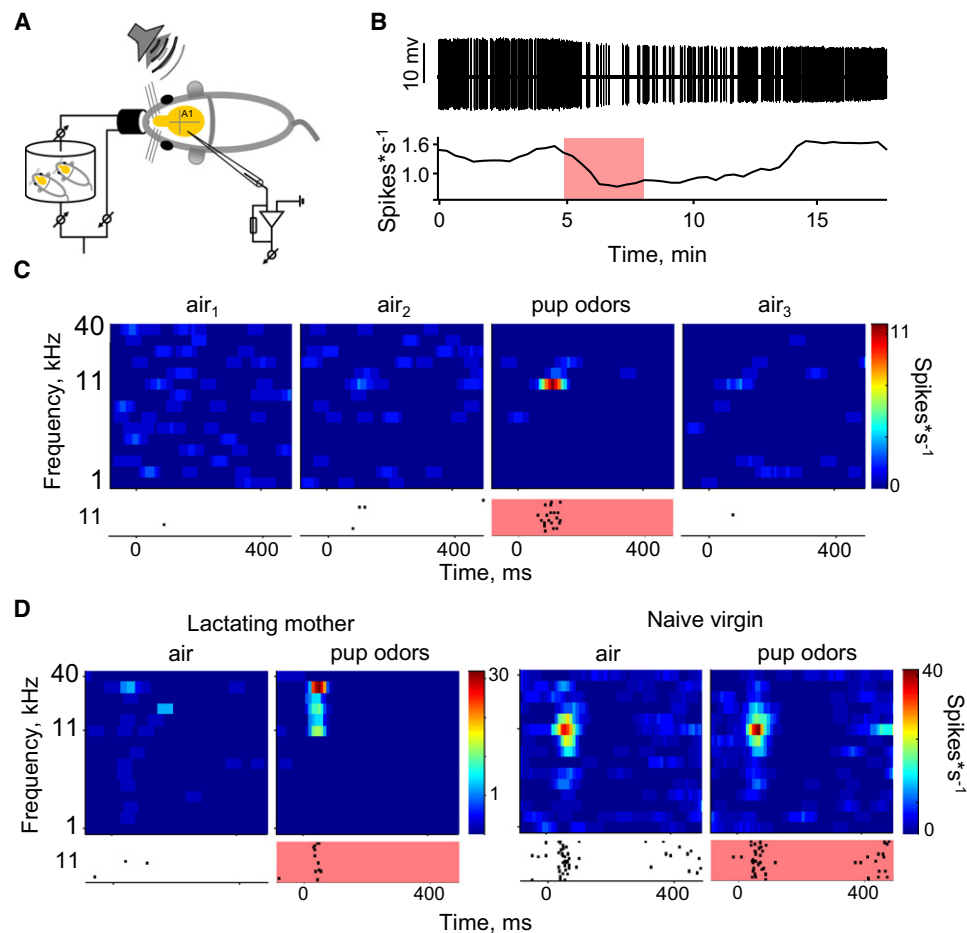 A
A1
B
10 mv
Spikes*s⁻¹
1.6
1.0
0 5 10 15
Time, min
C
air₁ air₂ pup odors air₃
Frequency, kHz
40
11
1
11
0
Spikes*s⁻¹
11
0 400 0 400 0 400 0 400
Time, ms
D
Lactating mother Naive virgin
air pup odors air pup odors
Frequency, kHz
40
11
1
30
1
40
0
Spikes*s⁻¹
11
0 400 0 400 0 400
Time, ms